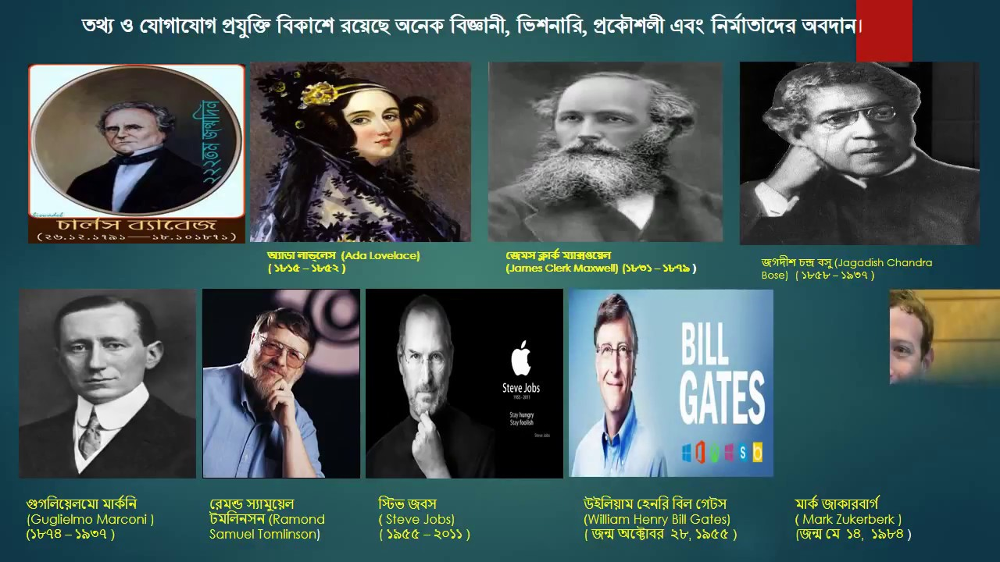 তথ্য ও যোগাযোগ প্রযুক্তি বিকাশে রয়েছে অনেক বিজ্ঞানী, ভিশনারি, প্রকৌশলী এবং নির্মাতাদের অবদান।
২২২তম জন্মদিন
চার্লস ব্যাবেজ
(২৬.১২.১৭৯১—১৮.১০১৮৭১)
অ্যাডা লাভ্‌লেস (Ada Lovelace)
( ১৮১৫ – ১৮৫২ )
জেমস ক্লার্ক ম্যাক্সওয়েল
(James Clerk Maxwell) (১৮৩১ – ১৮৭৯ )
জগদীশ চন্দ্র বসু (Jagadish Chandra
Bose) ( ১৮৫৮ – ১৯৩৭ )
Steve Jobs
1955 - 2011
Stay hungry
Stay foolish
Steve Jobs
BILL
GATES
গুগলিয়েলমো মার্কনি
(Guglielmo Marconi )
(১৮৭৪ – ১৯৩৭ )
রেমন্ড স্যামুয়েল
টমলিনসন (Ramond
Samuel Tomlinson)
স্টিভ জবস
( Steve Jobs)
( ১৯৫৫ – ২০১১ )
উইলিয়াম হেনরি বিল গেটস
(William Henry Bill Gates)
( জন্ম অক্টোবর ২৮, ১৯৫৫ )
মার্ক জাকারবার্গ
( Mark Zukerberk )
(জন্ম মে ১৪, ১৯৮৪ )